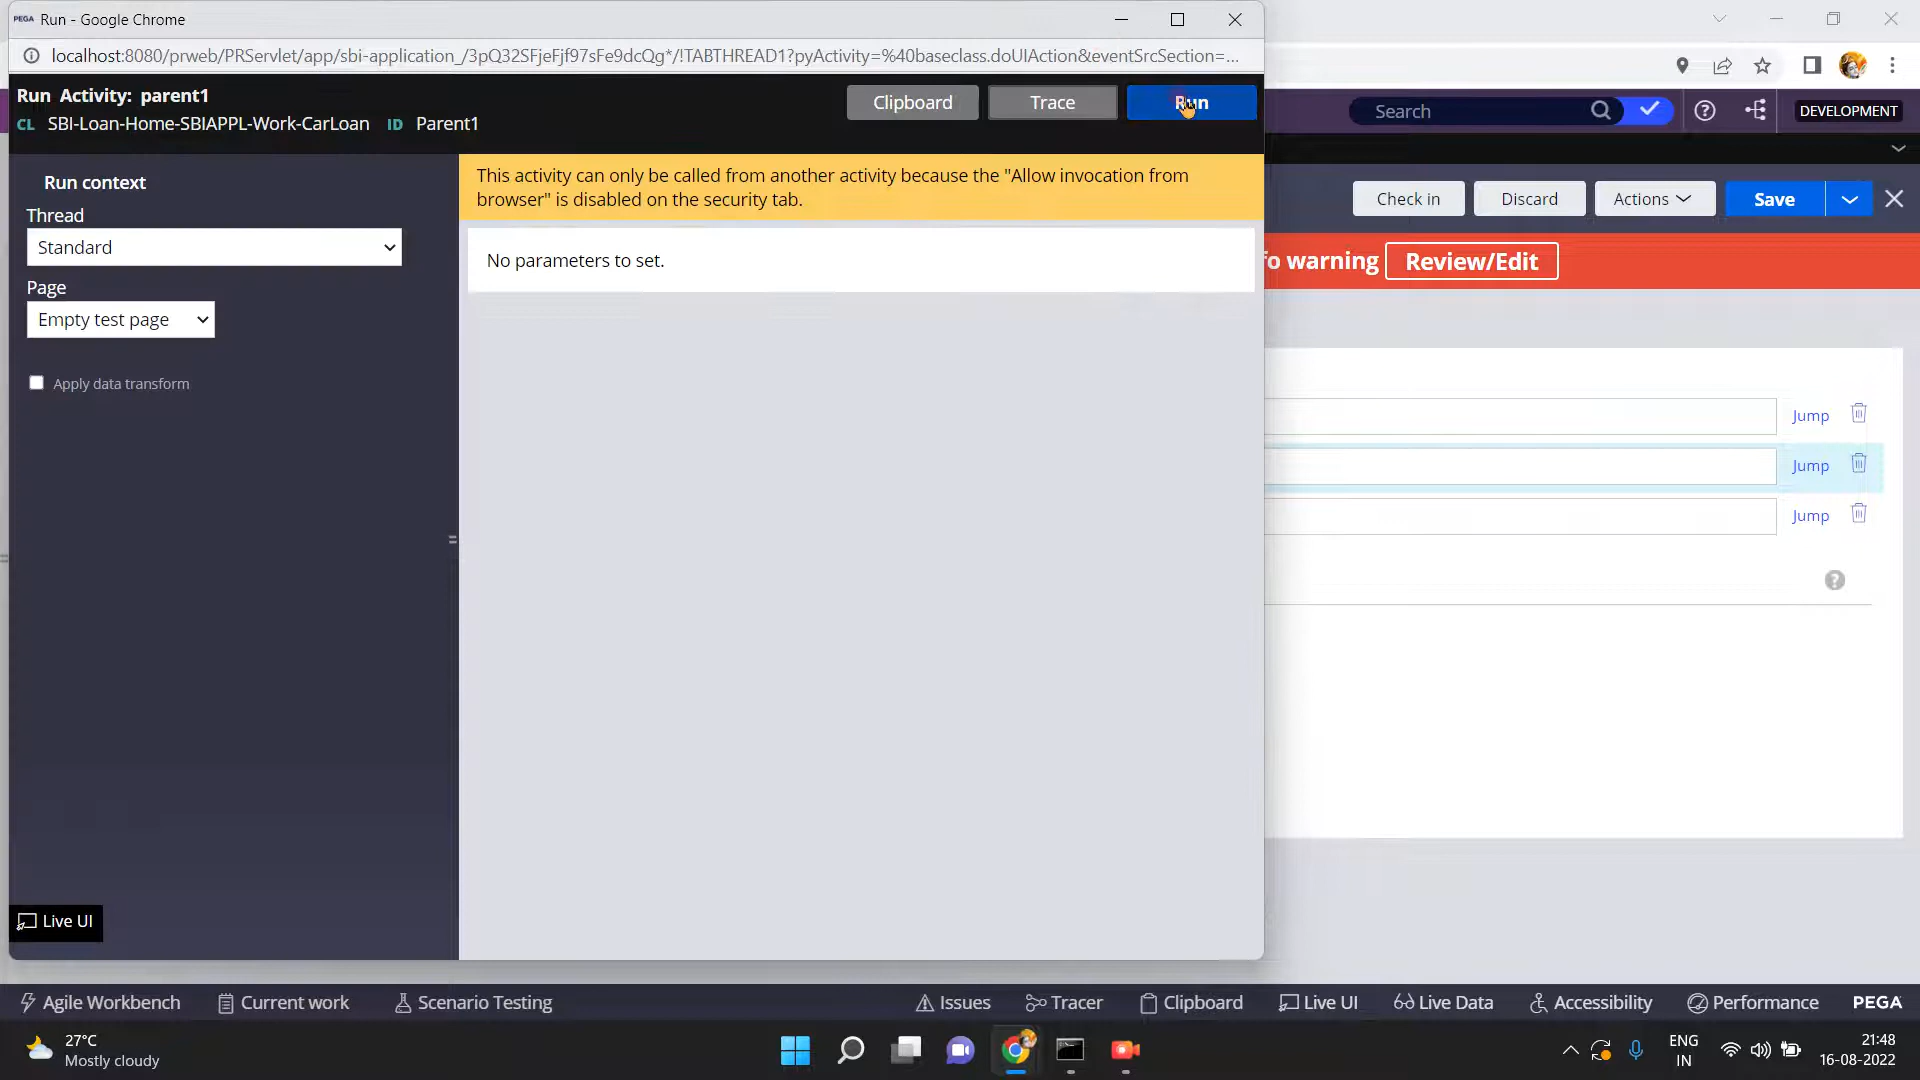 PEGA Run - Google Chrome
localhost:8080/prweb/PRServlet/app/sbi-application_/3pQ32SFjeFjf97sFe9dcQg*/!TABTHREAD1?pyActivity=%40baseclass.doUIAction&eventSrcSection=...
Run Activity: parent1
CL SBI-Loan-Home-SBIAPPL-Work-CarLoan ID Parent1
Clipboard
Trace
Run
Search
DEVELOPMENT
Run context
Thread
Standard
Page
Empty test page
Apply data transform
This activity can only be called from another activity because the "Allow invocation from
browser" is disabled on the security tab.
No parameters to set.
Check in
Discard
Actions
Save
fo warning
Review/Edit
Jump
Jump
Jump
?
Live UI
Agile Workbench
Current work
Scenario Testing
Issues
Tracer
Clipboard
Live UI
Live Data
Accessibility
Performance
PEGA
27°C
Mostly cloudy
ENG
IN
21:48
16-08-2022